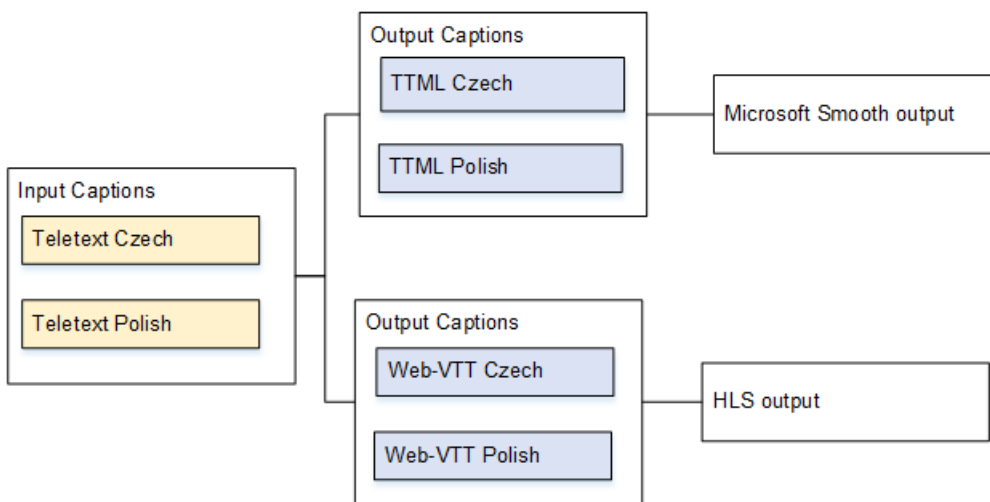 Output Captions
TTML Czech
TTML Polish
Microsoft Smooth output
Input Captions
Teletext Czech
Teletext Polish
Output Captions
Web-VTT Czech
Web-VTT Polish
HLS output